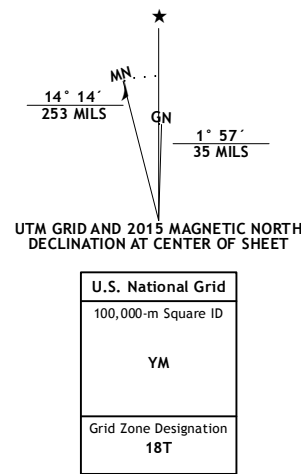 MN
GN
14° 14´
253 MILS
1° 57´
35 MILS
UTM GRID AND 2015 MAGNETIC NORTH
DECLINATION AT CENTER OF SHEET
U.S. National Grid
100,000-m Square ID
YM
Grid Zone Designation
18T